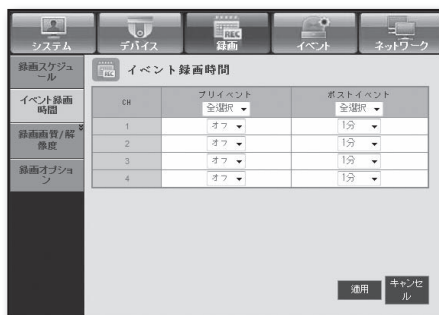 システム
デバイス
REC
録画
イベント
ネットワーク
録画スケジュ
ール
イベント録画
時間
録画画質/解
像度
録画オプショ
ン
REC
イベント録画時間
CH
プリイベント
全選択
ポストイベント
全選択
1
オフ
1分
2
オフ
1分
3
オフ
1分
4
オフ
1分
適用
キャンセ
ル